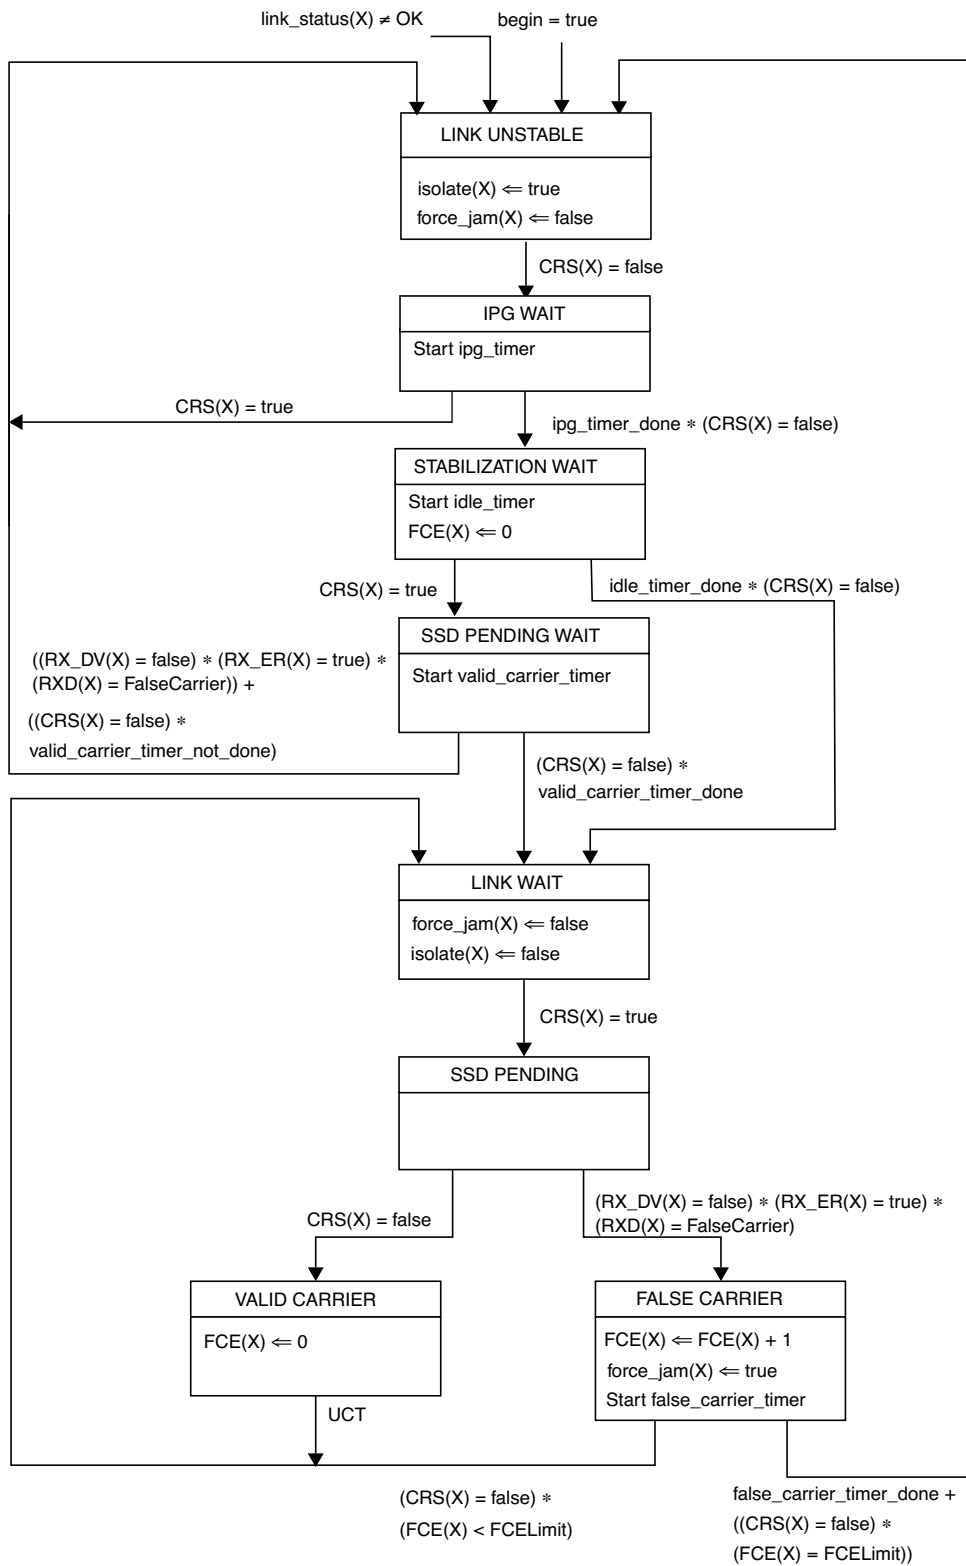 link_status(X) ≠ OK
begin = true
LINK UNSTABLE
isolate(X) ⇐ true
force_jam(X) ⇐ false
CRS(X) = false
IPG WAIT
Start ipg_timer
CRS(X) = true
ipg_timer_done * (CRS(X) = false)
STABILIZATION WAIT
Start idle_timer
FCE(X) ⇐ 0
CRS(X) = true
idle_timer_done * (CRS(X) = false)
SSD PENDING WAIT
Start valid_carrier_timer
((RX_DV(X) = false) * (RX_ER(X) = true) *
(RXD(X) = FalseCarrier)) +
((CRS(X) = false) *
valid_carrier_timer_not_done)
(CRS(X) = false) *
valid_carrier_timer_done
LINK WAIT
force_jam(X) ⇐ false
isolate(X) ⇐ false
CRS(X) = true
SSD PENDING
CRS(X) = false
(RX_DV(X) = false) * (RX_ER(X) = true) *
(RXD(X) = FalseCarrier)
VALID CARRIER
FCE(X) ⇐ 0
UCT
FALSE CARRIER
FCE(X) ⇐ FCE(X) + 1
force_jam(X) ⇐ true
Start false_carrier_timer
(CRS(X) = false) *
(FCE(X) < FCELimit)
false_carrier_timer_done +
((CRS(X) = false) *
(FCE(X) = FCELimit))